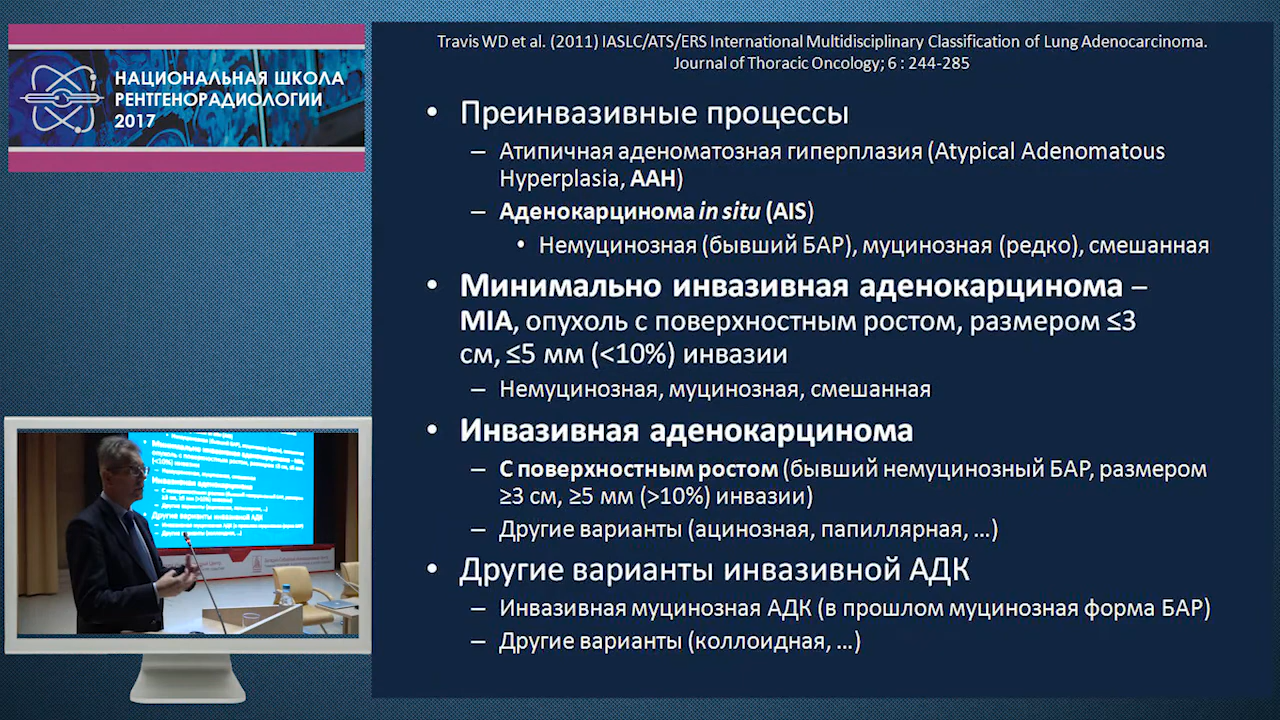 НАЦИОНАЛЬНАЯ ШКОЛА
РЕНТГЕНОРАДИОЛОГИИ
2017
Travis WD et al. (2011) IASLC/ATS/ERS International Multidisciplinary Classification of Lung Adenocarcinoma.
Journal of Thoracic Oncology; 6 : 244-285
• Преинвазивные процессы
– Атипичная аденоматозная гиперплазия (Atypical Adenomatous
Hyperplasia, AAH)
– Аденокарцинома in situ (AIS)
• Немуцинозная (бывший БАР), муцинозная (редко), смешанная
• Минимально инвазивная аденокарцинома –
MIA, опухоль с поверхностным ростом, размером ≤3
см, ≤5 мм (<10%) инвазии
– Немуцинозная, муцинозная, смешанная
• Инвазивная аденокарцинома
– С поверхностным ростом (бывший немуцинозный БАР, размером
≥3 см, ≥5 мм (>10%) инвазии)
– Другие варианты (ацинозная, папиллярная, …)
• Другие варианты инвазивной АДК
– Инвазивная муцинозная АДК (в прошлом муцинозная форма БАР)
– Другие варианты (коллоидная, …)